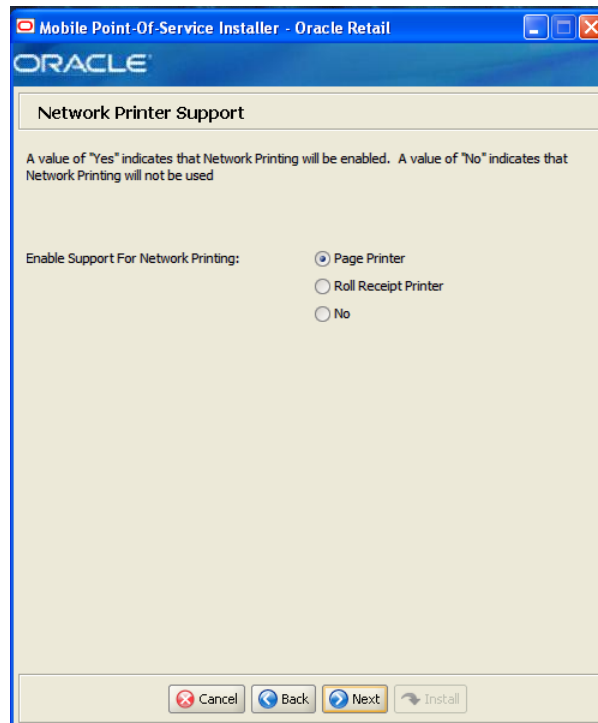 Mobile Point-Of-Service Installer - Oracle Retail
ORACLE
Network Printer Support
A value of "Yes" indicates that Network Printing will be enabled. A value of "No" indicates that
Network Printing will not be used
Enable Support For Network Printing:
Page Printer
Roll Receipt Printer
No
Cancel
Back
Next
Install